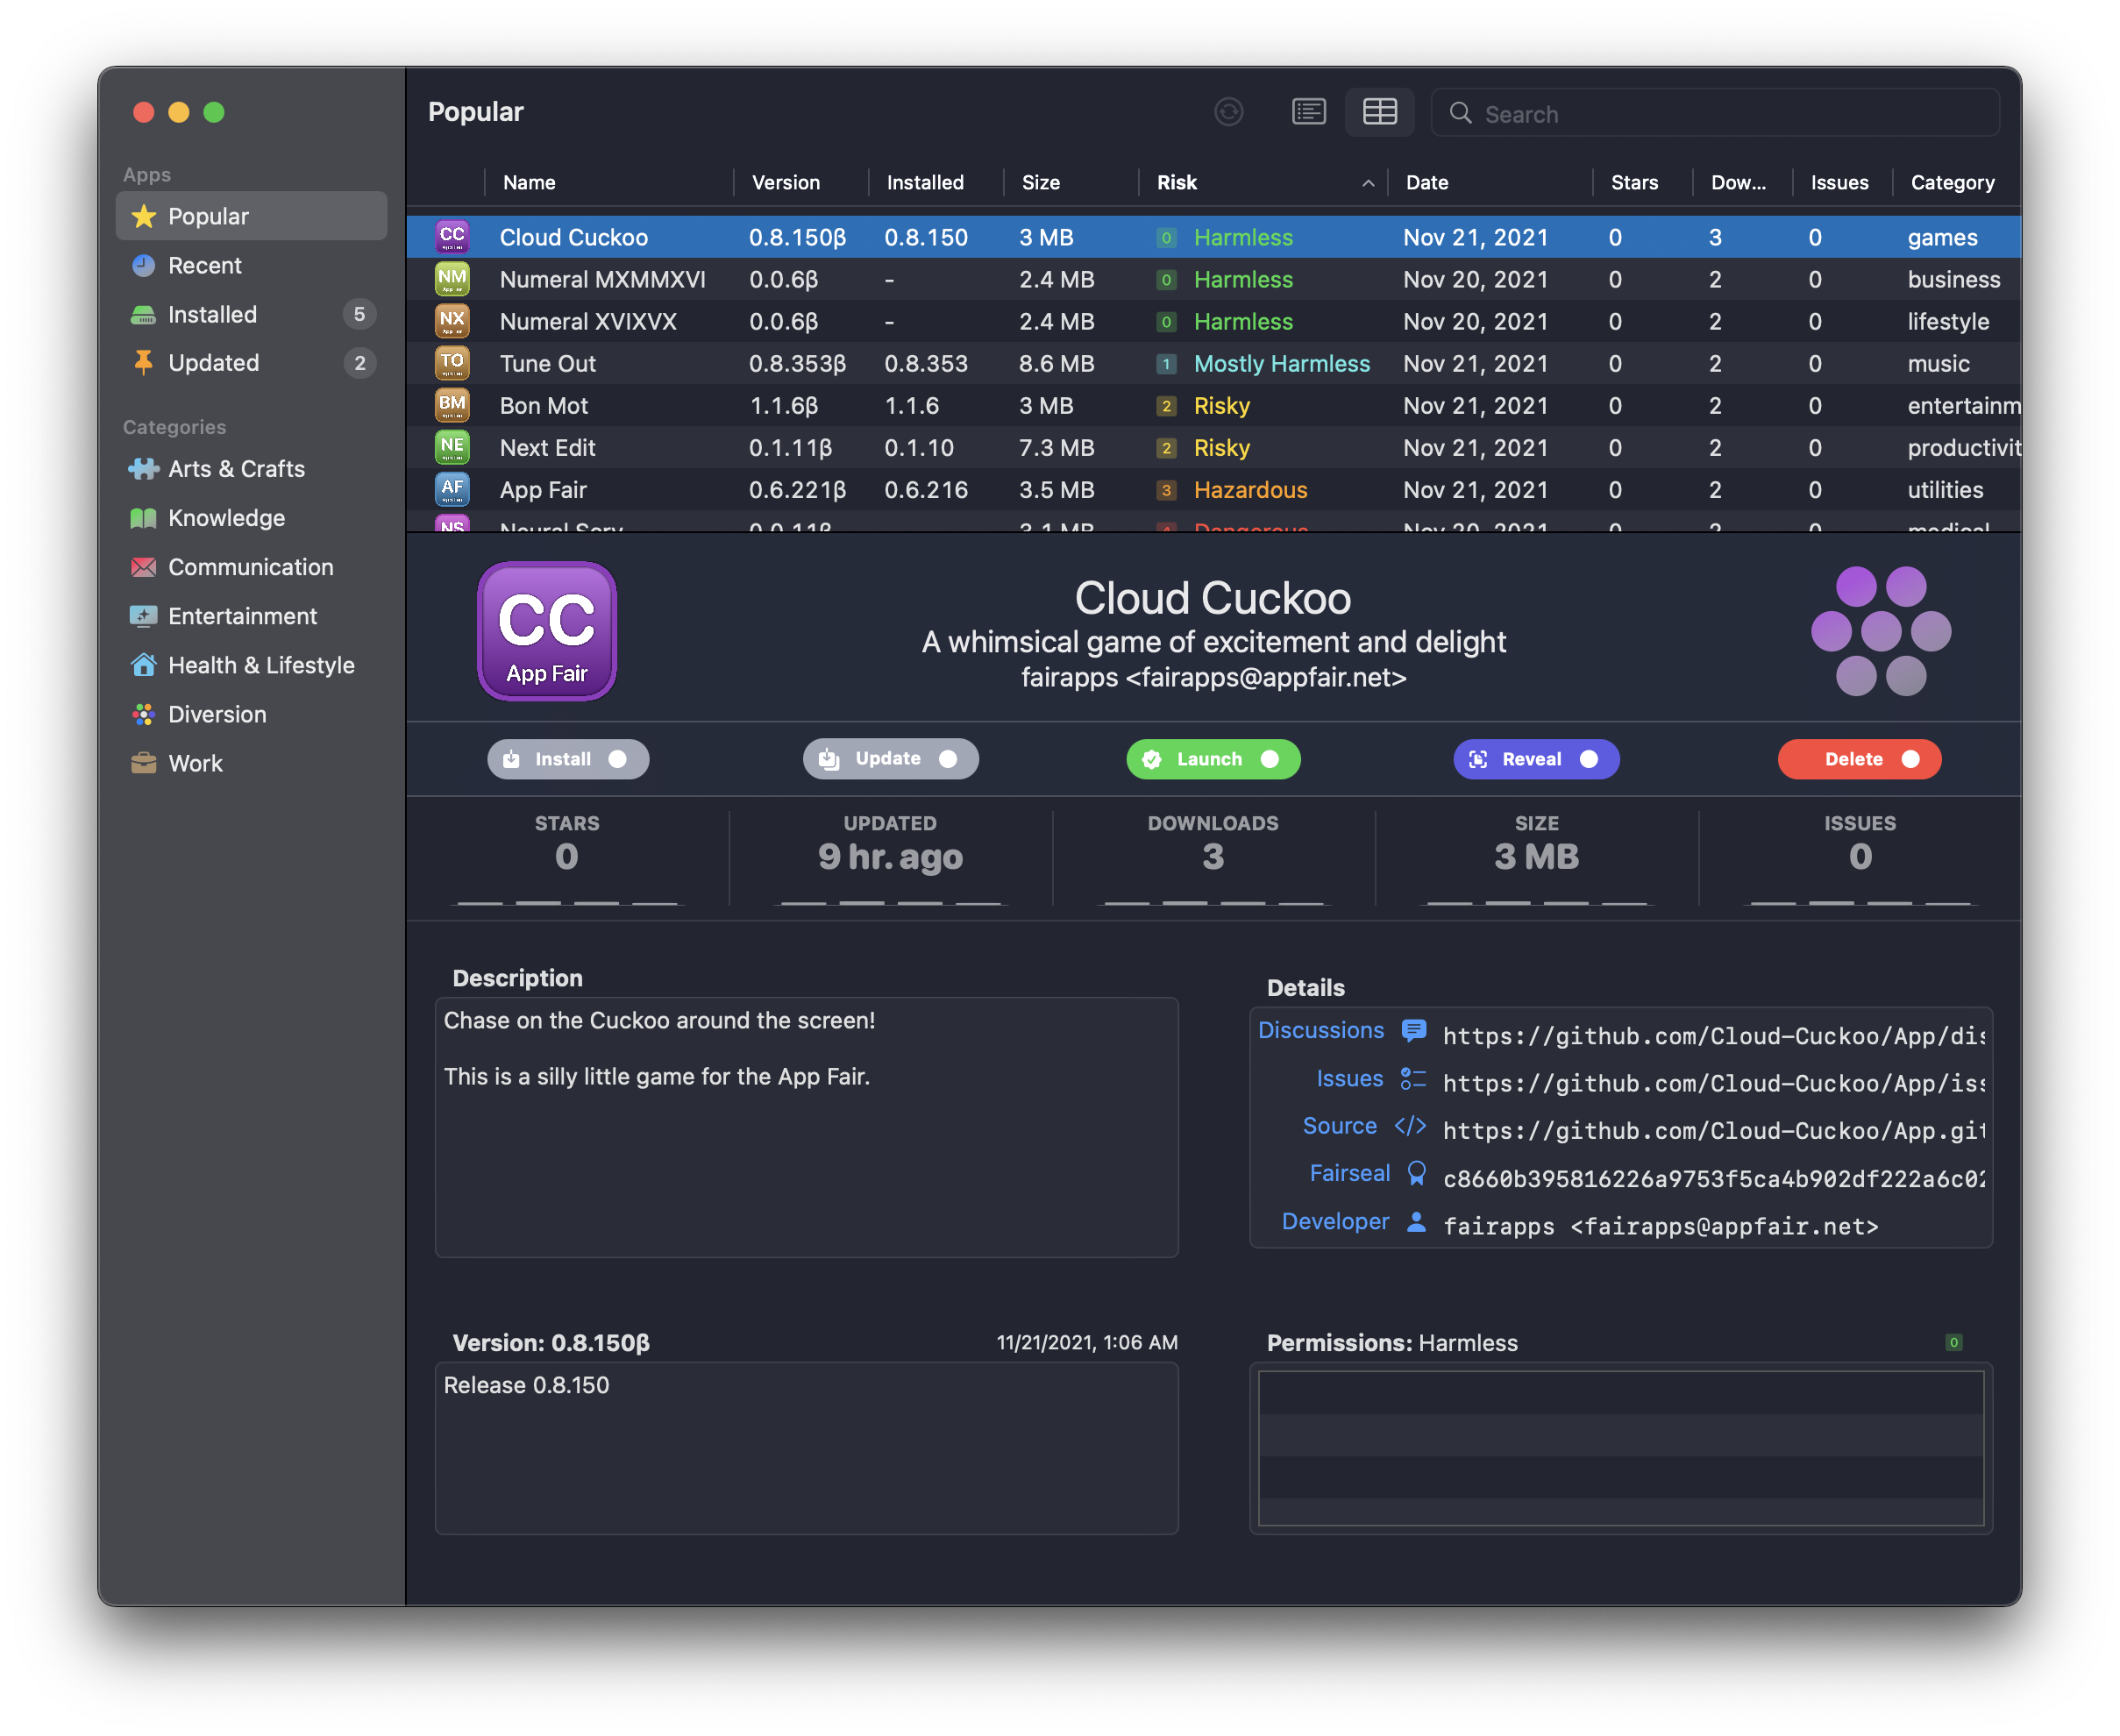 Popular
Search
Apps
Popular
Recent
Installed 5
Updated 2
Categories
Arts & Crafts
Knowledge
Communication
Entertainment
Health & Lifestyle
Diversion
Work
Name Version Installed Size Risk Date Stars Dow... Issues Category
CC Cloud Cuckoo 0.8.150β 0.8.150 3 MB 0 Harmless Nov 21, 2021 0 3 0 games
NM Numeral MXMMXVI 0.0.6β - 2.4 MB 0 Harmless Nov 20, 2021 0 2 0 business
NX Numeral XVIXVX 0.0.6β - 2.4 MB 0 Harmless Nov 20, 2021 0 2 0 lifestyle
TO Tune Out 0.8.353β 0.8.353 8.6 MB 1 Mostly Harmless Nov 21, 2021 0 2 0 music
BM Bon Mot 1.1.6β 1.1.6 3 MB 2 Risky Nov 21, 2021 0 2 0 entertainm
NE Next Edit 0.1.11β 0.1.10 7.3 MB 2 Risky Nov 21, 2021 0 2 0 productivit
AF App Fair 0.6.221β 0.6.216 3.5 MB 3 Hazardous Nov 21, 2021 0 2 0 utilities
NS Neural Serv 0.0.11β 3.1 MB 4 Dangerous Nov 20, 2021 0 2 0 medical
CC
App Fair
Cloud Cuckoo
A whimsical game of excitement and delight
fairapps <fairapps@appfair.net>
Install Update Launch Reveal Delete
STARS UPDATED DOWNLOADS SIZE ISSUES
0 9 hr. ago 3 3 MB 0
Description
Chase on the Cuckoo around the screen!
This is a silly little game for the App Fair.
Details
Discussions https://github.com/Cloud-Cuckoo/App/dis
Issues https://github.com/Cloud-Cuckoo/App/iss
Source https://github.com/Cloud-Cuckoo/App.git
Fairseal c8660b395816226a9753f5ca4b902df222a6c02
Developer fairapps <fairapps@appfair.net>
Version: 0.8.150β 11/21/2021, 1:06 AM
Release 0.8.150
Permissions: Harmless 0